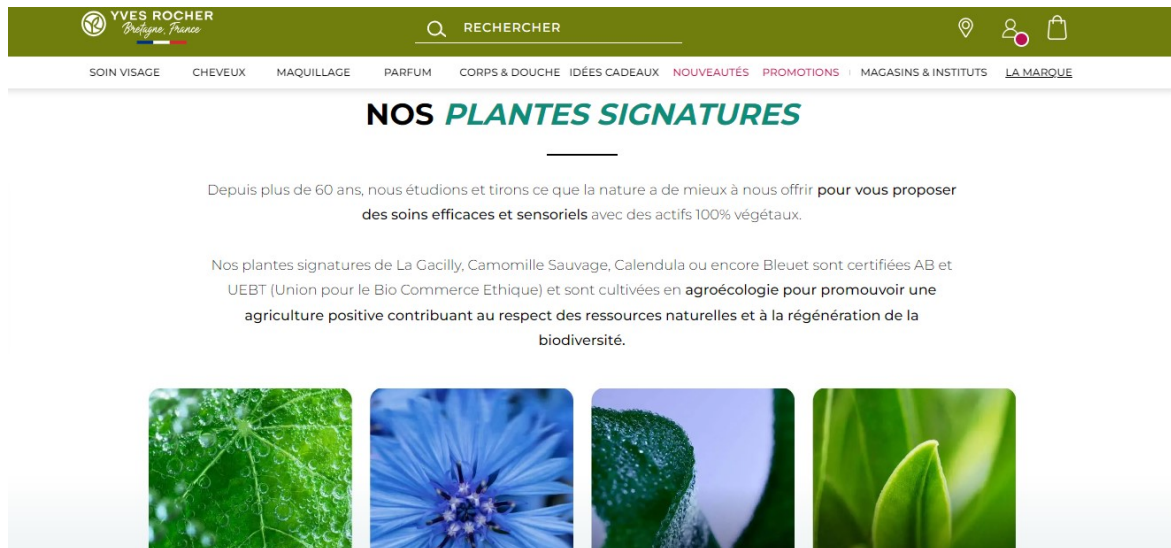 YVES ROCHER
Bretagne, France
RECHERCHER
SOIN VISAGE CHEVEUX MAQUILLAGE PARFUM CORPS & DOUCHE IDÉES CADEAUX NOUVEAUTÉS PROMOTIONS MAGASINS & INSTITUTS LA MARQUE
NOS PLANTES SIGNATURES
Depuis plus de 60 ans, nous étudions et tirons ce que la nature a de mieux à nous offrir pour vous proposer
des soins efficaces et sensoriels avec des actifs 100% végétaux.
Nos plantes signatures de La Gacilly, Camomille Sauvage, Calendula ou encore Bleuet sont certifiées AB et
UEBT (Union pour le Bio Commerce Ethique) et sont cultivées en agroécologie pour promouvoir une
agriculture positive contribuant au respect des ressources naturelles et à la régénération de la
biodiversité.